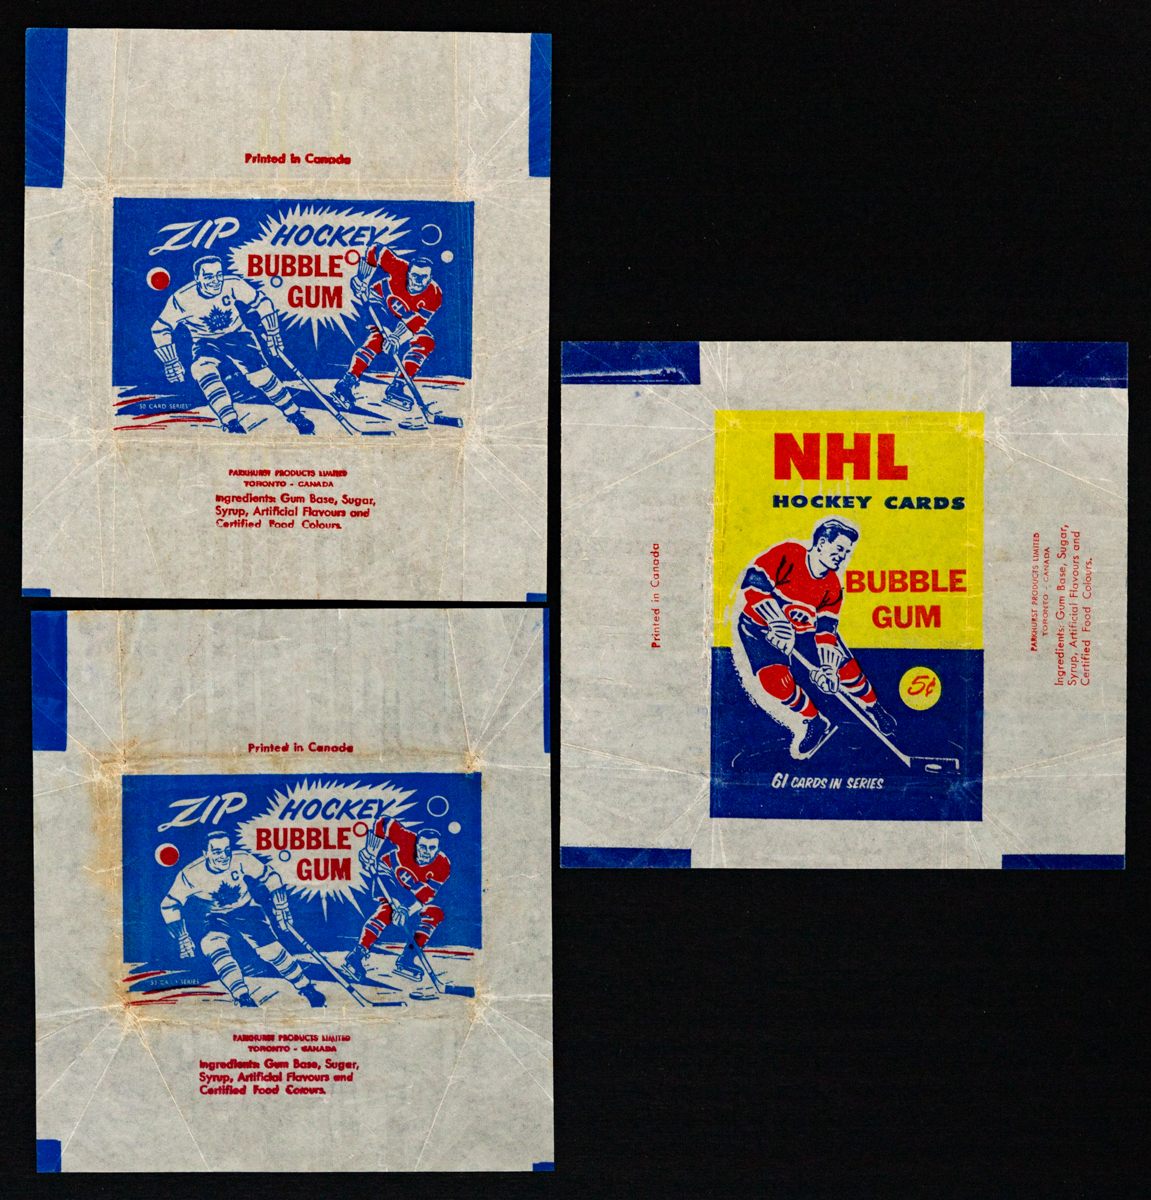 Printed in Canada
ZIP HOCKEY
BUBBLE
GUM
C
50 CARD SERIES
PARKHURST PRODUCTS LIMITED
TORONTO - CANADA
Ingredients: Gum Base, Sugar,
Syrup, Artificial Flavours and
Certified Food Colours.
Printed in Canada
ZIP HOCKEY
BUBBLE
GUM
C
CARD SERIES
PARKHURST PRODUCTS LIMITED
TORONTO - CANADA
Ingredients: Gum Base, Sugar,
Syrup, Artificial Flavours and
Certified Food Colours.
NHL
HOCKEY CARDS
BUBBLE
GUM
5¢
61 CARDS IN SERIES
Printed in Canada
PARKHURST PRODUCTS LIMITED
TORONTO - CANADA
Ingredients: Gum Base, Sugar,
Syrup, Artificial Flavours and
Certified Food Colours.